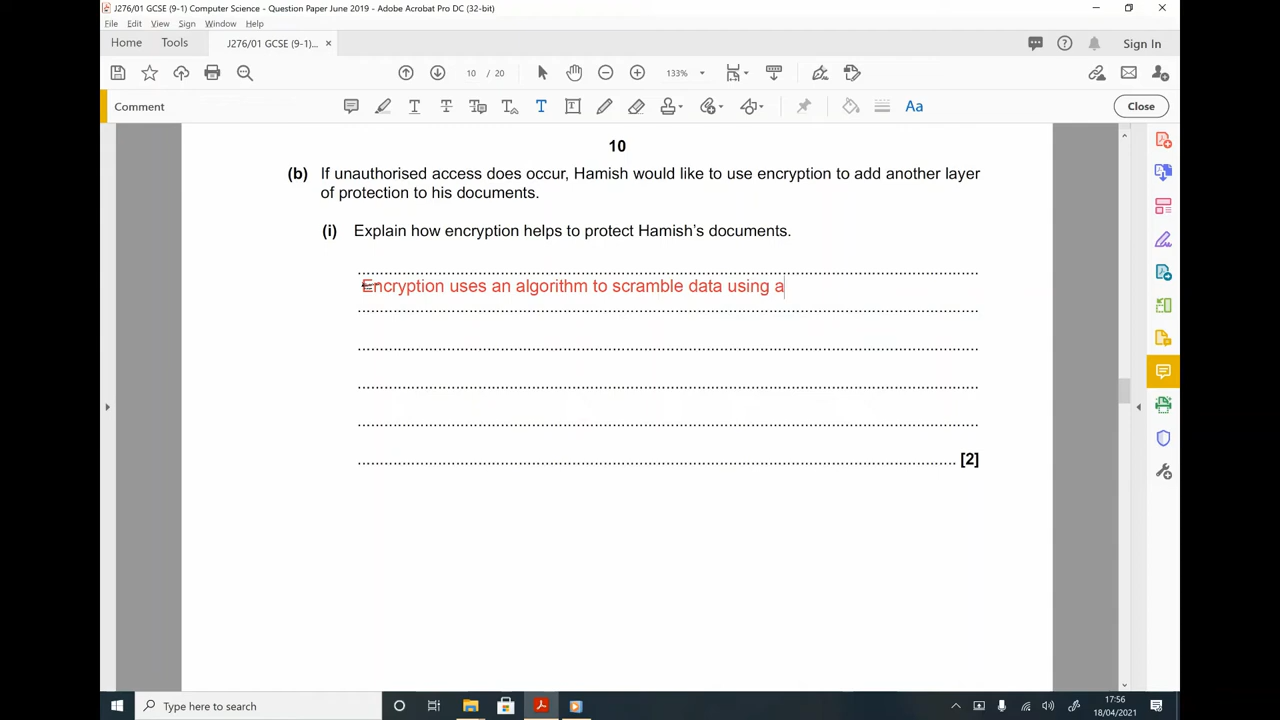 J276/01 GCSE (9-1) Computer Science - Question Paper June 2019 - Adobe Acrobat Pro DC (32-bit)
File Edit View Sign Window Help
Home Tools J276/01 GCSE (9-1)... × Sign In
10 / 20 133%
Comment Aa Close
10
(b) If unauthorised access does occur, Hamish would like to use encryption to add another layer
of protection to his documents.
(i) Explain how encryption helps to protect Hamish's documents.
Encryption uses an algorithm to scramble data using a
[2]
Type here to search 17:56
18/04/2021